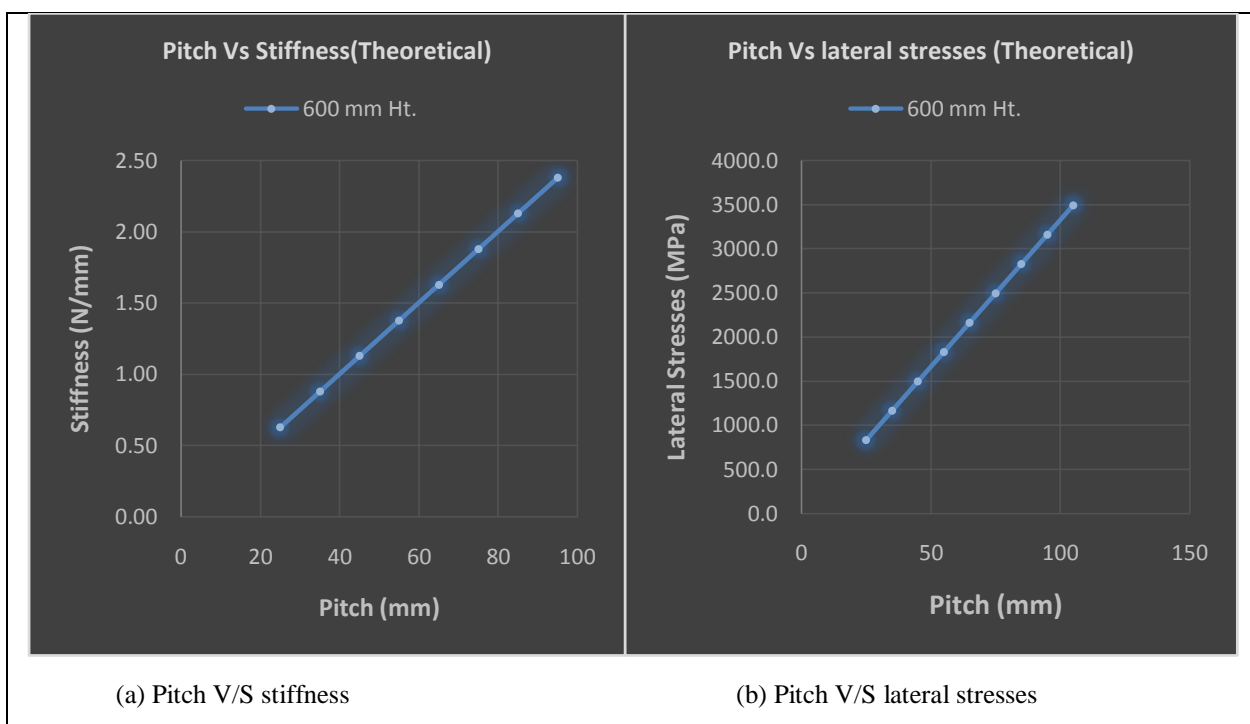 Pitch Vs Stiffness(Theoretical)
600 mm Ht.
2.50
2.00
1.50
1.00
0.50
0.00
Stiffness (N/mm)
0 20 40 60 80 100
Pitch (mm)
Pitch Vs lateral stresses (Theoretical)
600 mm Ht.
4000.0
3500.0
3000.0
2500.0
2000.0
1500.0
1000.0
500.0
0.0
Lateral Stresses (MPa)
0 50 100 150
Pitch (mm)
(a) Pitch V/S stiffness
(b) Pitch V/S lateral stresses